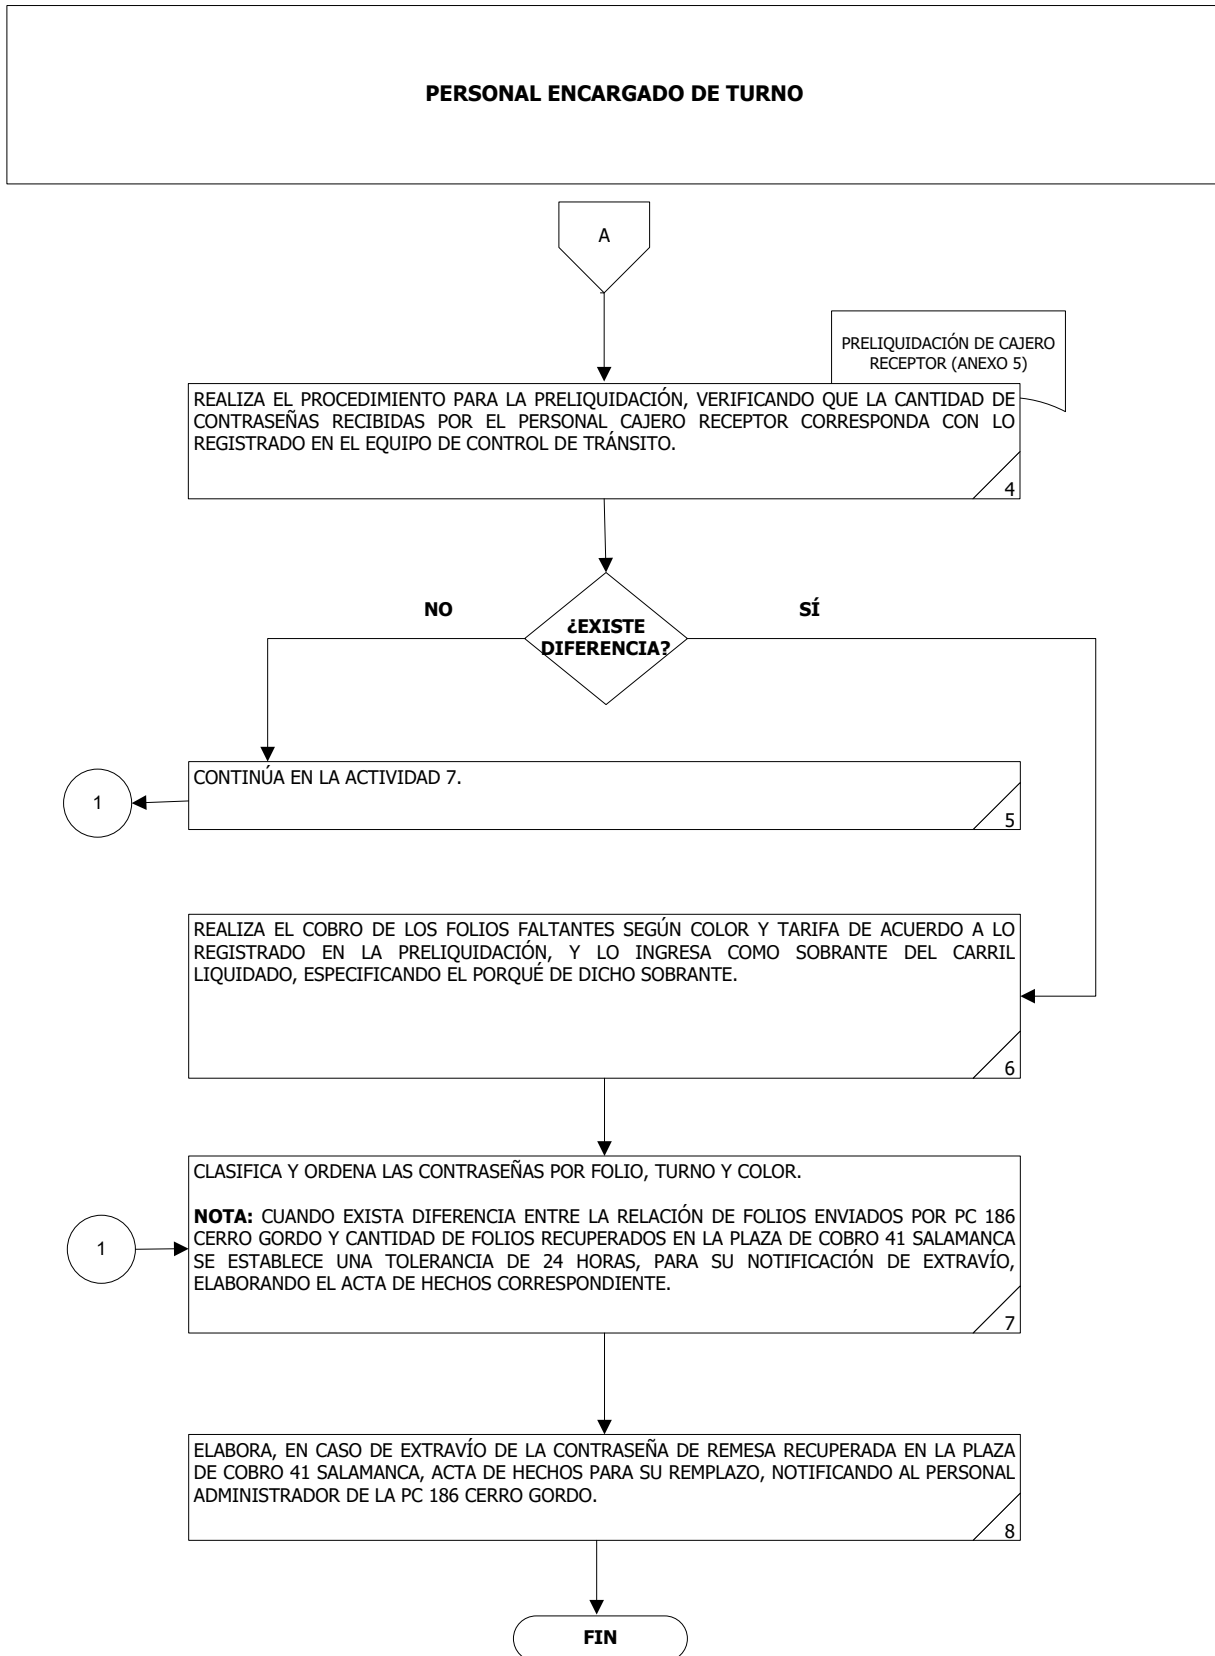 PERSONAL ENCARGADO DE TURNO
A
PRELIQUIDACIÓN DE CAJERO
RECEPTOR (ANEXO 5)
REALIZA EL PROCEDIMIENTO PARA LA PRELIQUIDACIÓN, VERIFICANDO QUE LA CANTIDAD DE
CONTRASEÑAS RECIBIDAS POR EL PERSONAL CAJERO RECEPTOR CORRESPONDA CON LO
REGISTRADO EN EL EQUIPO DE CONTROL DE TRÁNSITO.
4
NO
SÍ
¿EXISTE
DIFERENCIA?
CONTINÚA EN LA ACTIVIDAD 7.
1
5
REALIZA EL COBRO DE LOS FOLIOS FALTANTES SEGÚN COLOR Y TARIFA DE ACUERDO A LO
REGISTRADO EN LA PRELIQUIDACIÓN, Y LO INGRESA COMO SOBRANTE DEL CARRIL
LIQUIDADO, ESPECIFICANDO EL PORQUÉ DE DICHO SOBRANTE.
6
CLASIFICA Y ORDENA LAS CONTRASEÑAS POR FOLIO, TURNO Y COLOR.
NOTA: CUANDO EXISTA DIFERENCIA ENTRE LA RELACIÓN DE FOLIOS ENVIADOS POR PC 186
CERRO GORDO Y CANTIDAD DE FOLIOS RECUPERADOS EN LA PLAZA DE COBRO 41 SALAMANCA
SE ESTABLECE UNA TOLERANCIA DE 24 HORAS, PARA SU NOTIFICACIÓN DE EXTRAVÍO,
ELABORANDO EL ACTA DE HECHOS CORRESPONDIENTE.
1
7
ELABORA, EN CASO DE EXTRAVÍO DE LA CONTRASEÑA DE REMESA RECUPERADA EN LA PLAZA
DE COBRO 41 SALAMANCA, ACTA DE HECHOS PARA SU REMPLAZO, NOTIFICANDO AL PERSONAL
ADMINISTRADOR DE LA PC 186 CERRO GORDO.
8
FIN